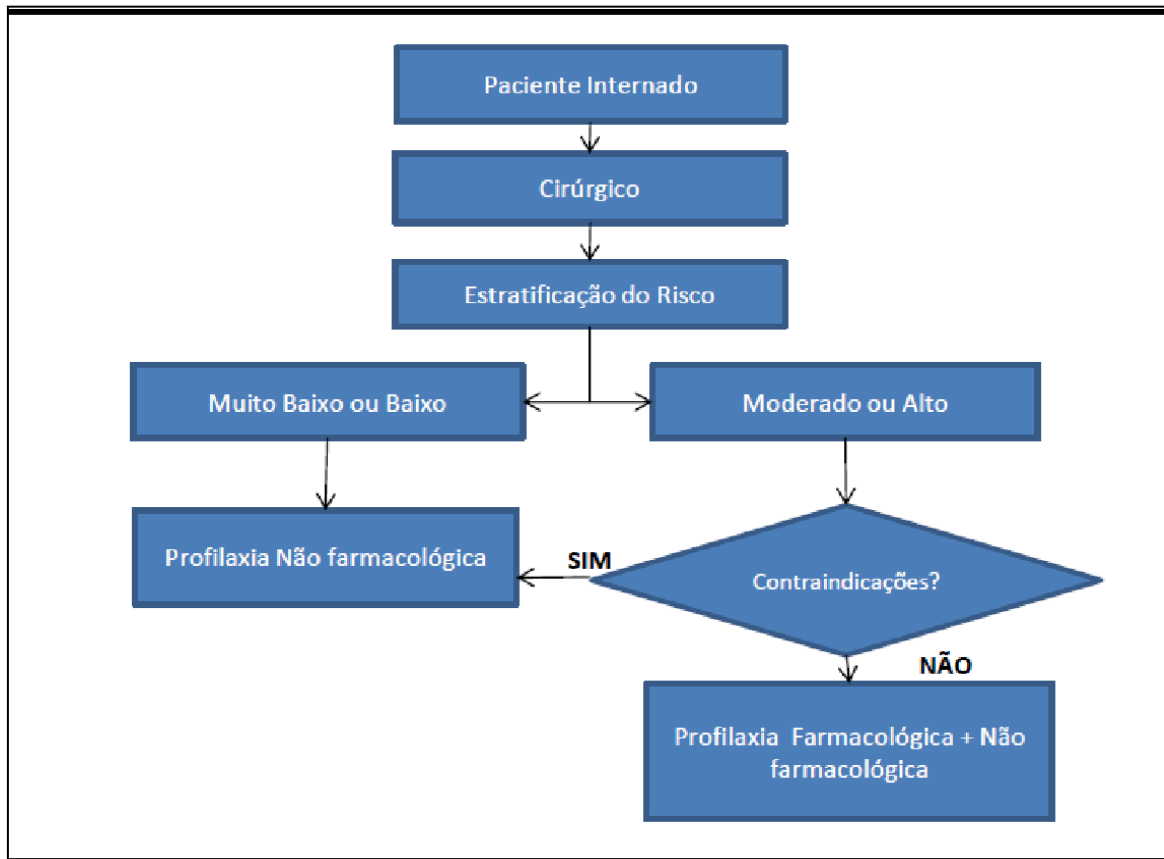 Paciente Internado
Cirúrgico
Estratificação do Risco
Muito Baixo ou Baixo
Moderado ou Alto
Profilaxia Não farmacológica
SIM
Contraindicações?
NÃO
Profilaxia Farmacológica + Não
farmacológica